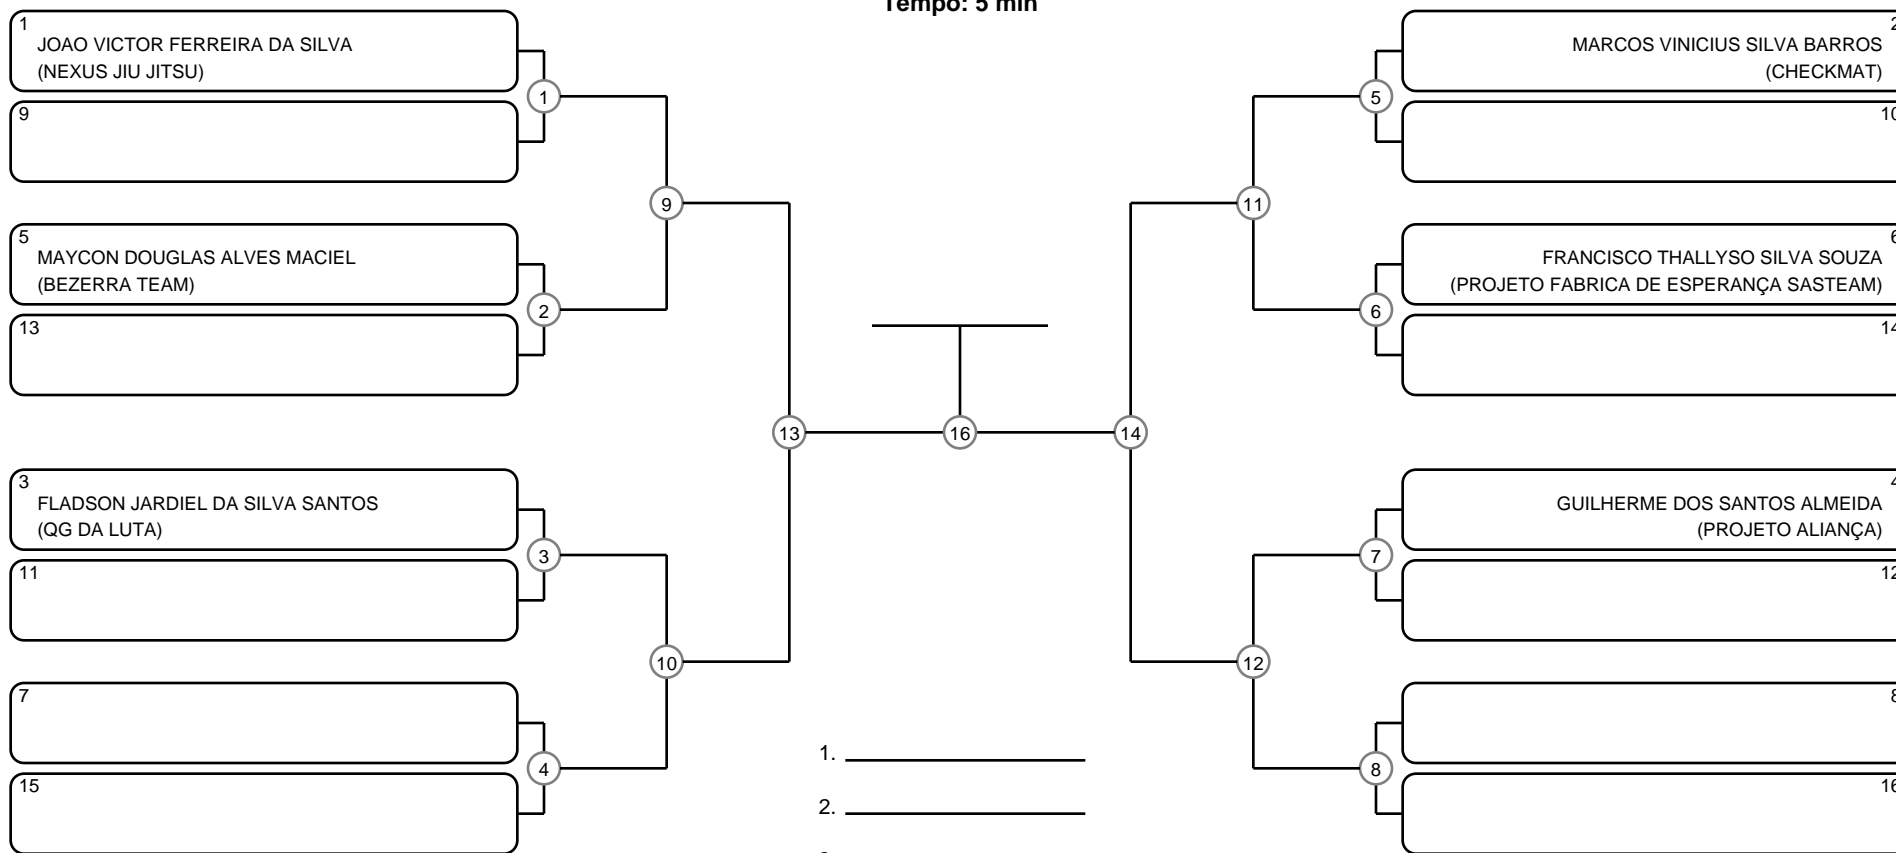 Tempo: 5 min
1
JOAO VICTOR FERREIRA DA SILVA
(NEXUS JIU JITSU)
9
1
5
MAYCON DOUGLAS ALVES MACIEL
(BEZERRA TEAM)
13
2
9
3
FLADSON JARDIEL DA SILVA SANTOS
(QG DA LUTA)
11
3
7
15
4
10
13
16
14
2
MARCOS VINICIUS SILVA BARROS
(CHECKMAT)
10
5
6
FRANCISCO THALLYSO SILVA SOUZA
(PROJETO FABRICA DE ESPERANÇA SASTEAM)
14
6
11
4
GUILHERME DOS SANTOS ALMEIDA
(PROJETO ALIANÇA)
12
7
8
16
8
12
1.
2.